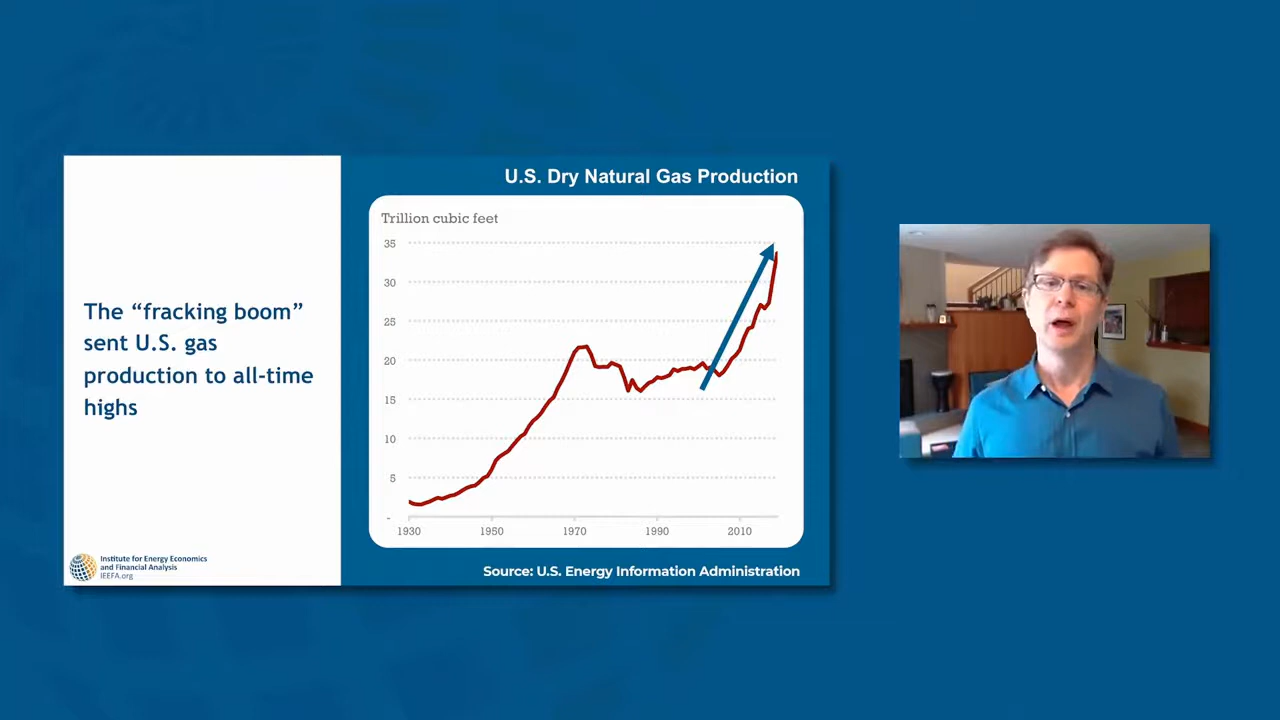 The “fracking boom”
sent U.S. gas
production to all-time
highs
Institute for Energy Economics
and Financial Analysis
IEEFA.org
U.S. Dry Natural Gas Production
Trillion cubic feet
35
30
25
20
15
10
5
-
1930 1950 1970 1990 2010
Source: U.S. Energy Information Administration